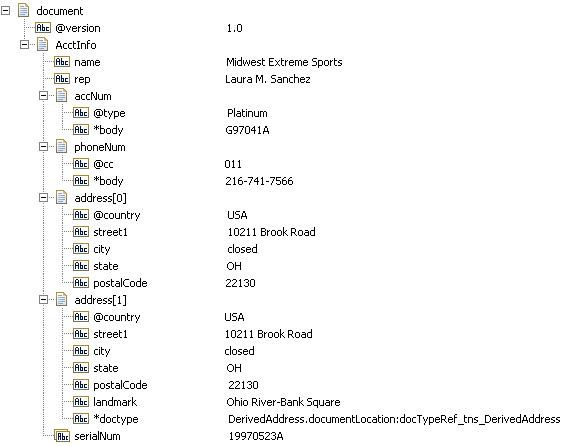 document
Abc @version 1.0
AcctInfo
Abc name Midwest Extreme Sports
Abc rep Laura M. Sanchez
accNum
Abc @type Platinum
Abc *body G97041A
phoneNum
Abc @cc 011
Abc *body 216-741-7566
address[0]
Abc @country USA
Abc street1 10211 Brook Road
Abc city closed
Abc state OH
Abc postalCode 22130
address[1]
Abc @country USA
Abc street1 10211 Brook Road
Abc city closed
Abc state OH
Abc postalCode 22130
Abc landmark Ohio River-Bank Square
Abc *doctype DerivedAddress.documentLocation:docTypeRef_tns_DerivedAddress
Abc serialNum 19970523A